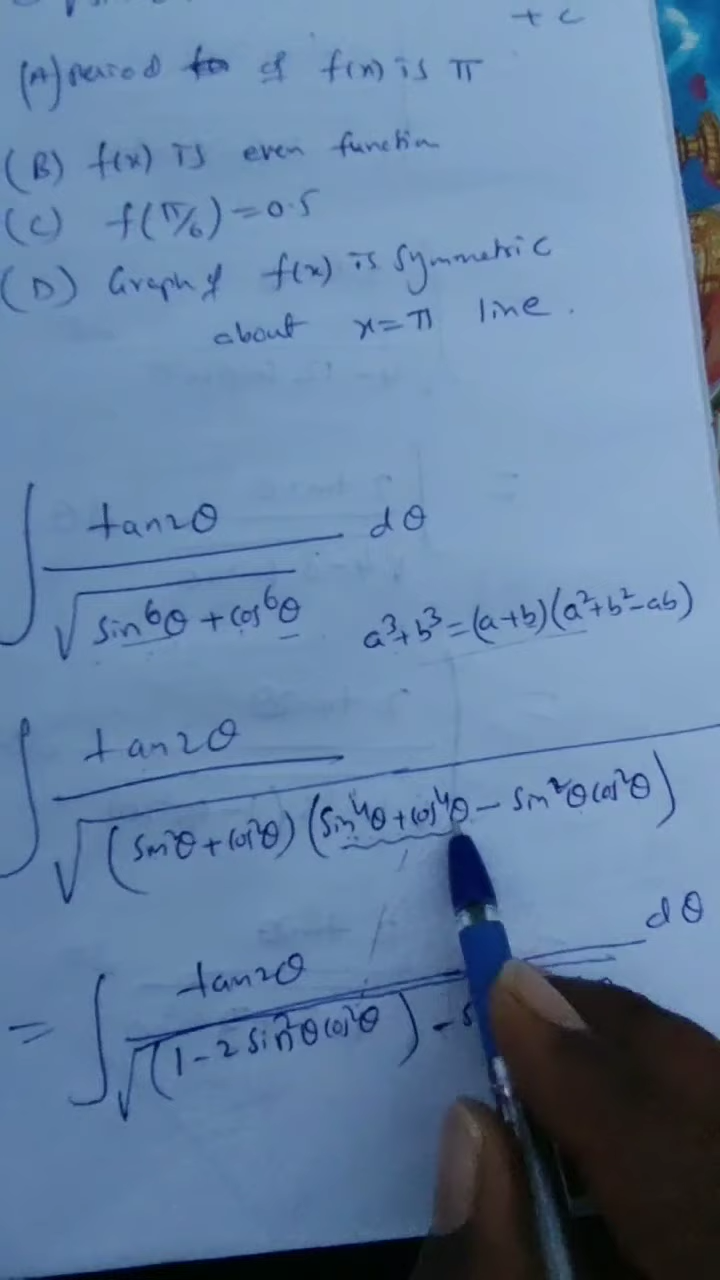 + c
(A) period of f(x) is π
(B) f(x) is even function
(C) f(π/6) = 0.5
(D) Graph of f(x) is symmetric
about x = π line.
∫ tan2θ / √(sin⁶θ + cos⁶θ) dθ
a³+b³ = (a+b)(a²+b²-ab)
∫ tan2θ / √((sin²θ + cos²θ)(sin⁴θ + cos⁴θ - sin²θcos²θ))
dθ
= ∫ tan2θ / √((1 - 2sin²θcos²θ) - s